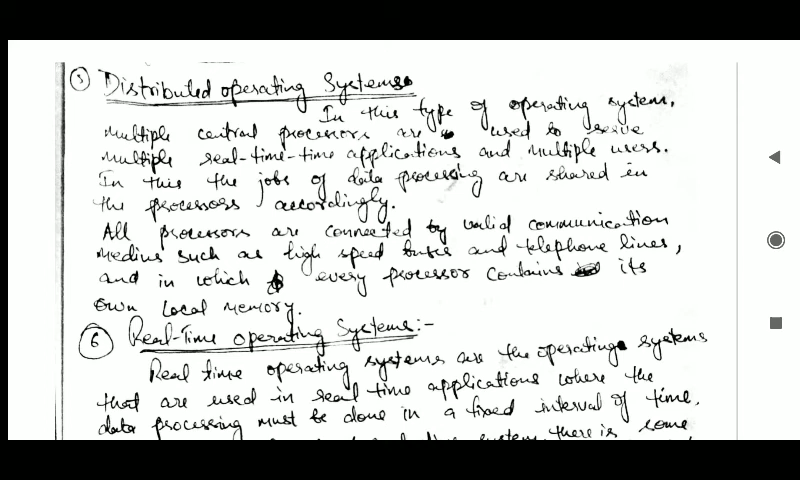 5 Distributed operating Systems
In this type of operating system,
multiple central processors are used to serve
multiple real-time-time applications and multiple users.
In this the jobs of data processing are shared in
the processors accordingly.
All processors are connected by valid communication
medius such as high speed buses and telephone lines,
and in which every processor contains its
own local memory.
6 Real-Time operating Systems:-
Real time operating systems are the operating systems
that are used in real time applications where the
data processing must be done in a fixed interval of time.
system there is some